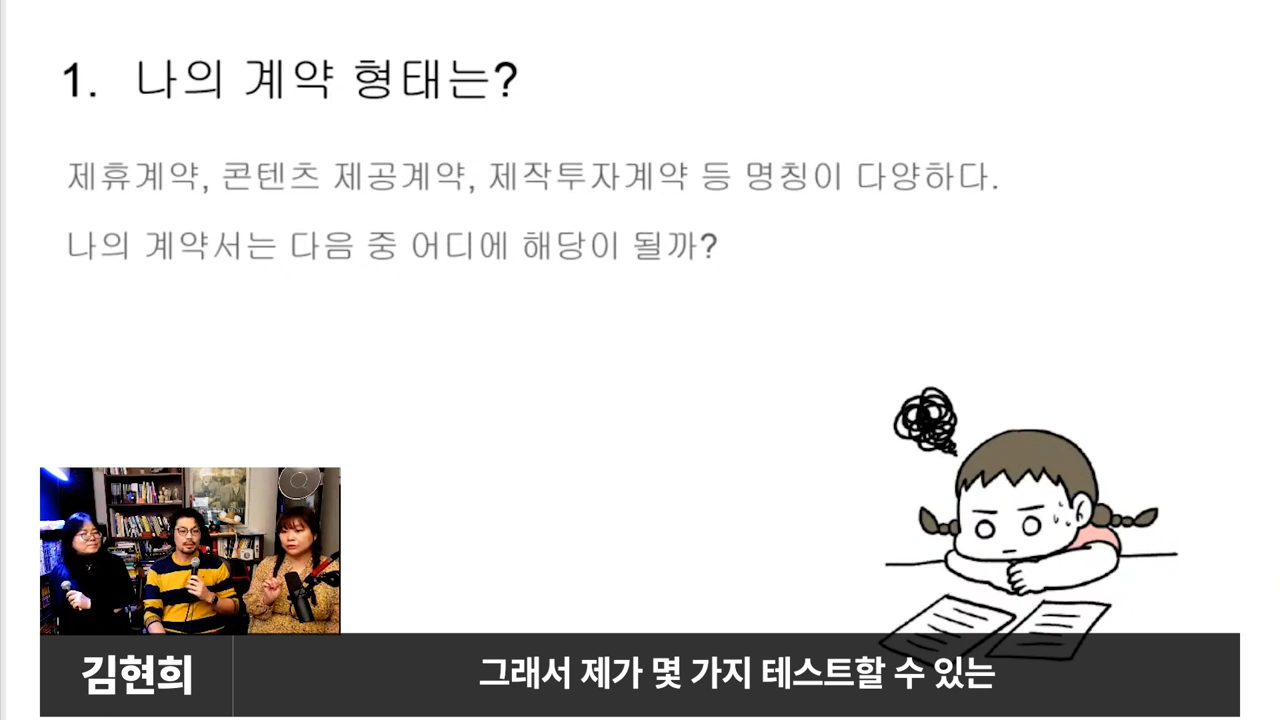 1. 나의 계약 형태는?
제휴계약, 콘텐츠 제공계약, 제작투자계약 등 명칭이 다양하다.
나의 계약서는 다음 중 어디에 해당이 될까?
김현희
그래서 제가 몇 가지 테스트할 수 있는